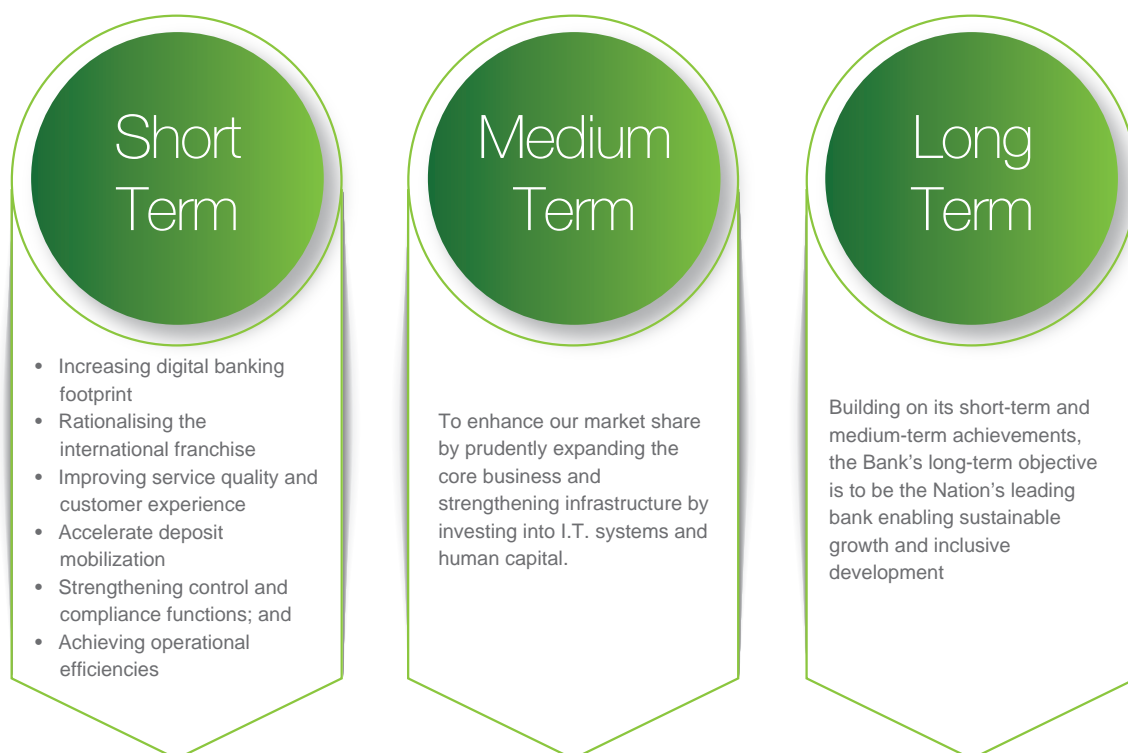 Short
Term
• Increasing digital banking
footprint
• Rationalising the
international franchise
• Improving service quality and
customer experience
• Accelerate deposit
mobilization
• Strengthening control and
compliance functions; and
• Achieving operational
efficiencies
Medium
Term
To enhance our market share
by prudently expanding the
core business and
strengthening infrastructure by
investing into I.T. systems and
human capital.
Long
Term
Building on its short-term and
medium-term achievements,
the Bank’s long-term objective
is to be the Nation’s leading
bank enabling sustainable
growth and inclusive
development